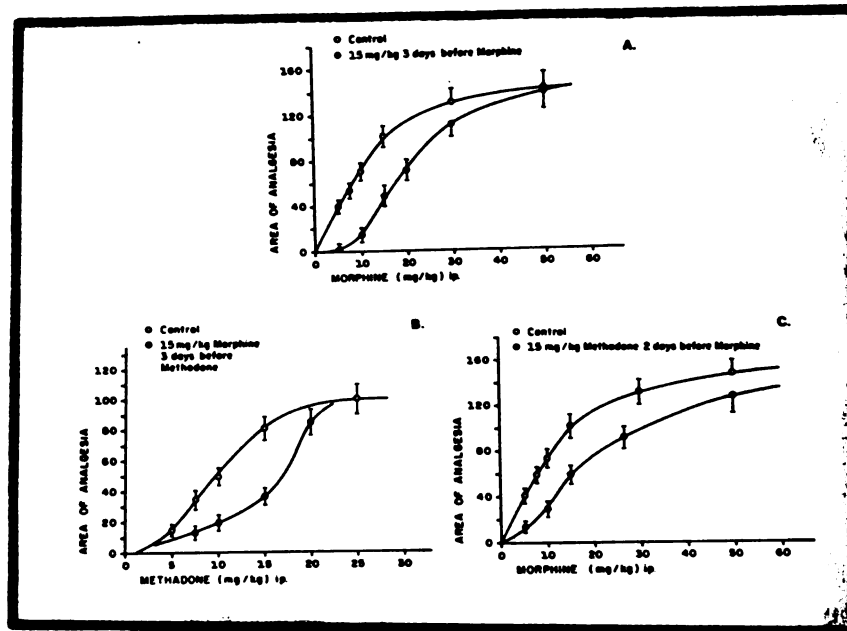 Control
15 mg/kg 3 days before Morphine
A.
160
120
80
40
0
AREA OF ANALGESIA
0 10 20 30 40 50 60
MORPHINE (mg/kg) ip.
Control
15 mg/kg Morphine
3 days before
Methadone
B.
120
100
80
60
40
20
0
AREA OF ANALGESIA
5 10 15 20 25 30
METHADONE (mg/kg) ip.
Control
15 mg/kg Methadone 2 days before Morphine
C.
160
120
80
40
0
AREA OF ANALGESIA
0 10 20 30 40 50 60
MORPHINE (mg/kg) ip.